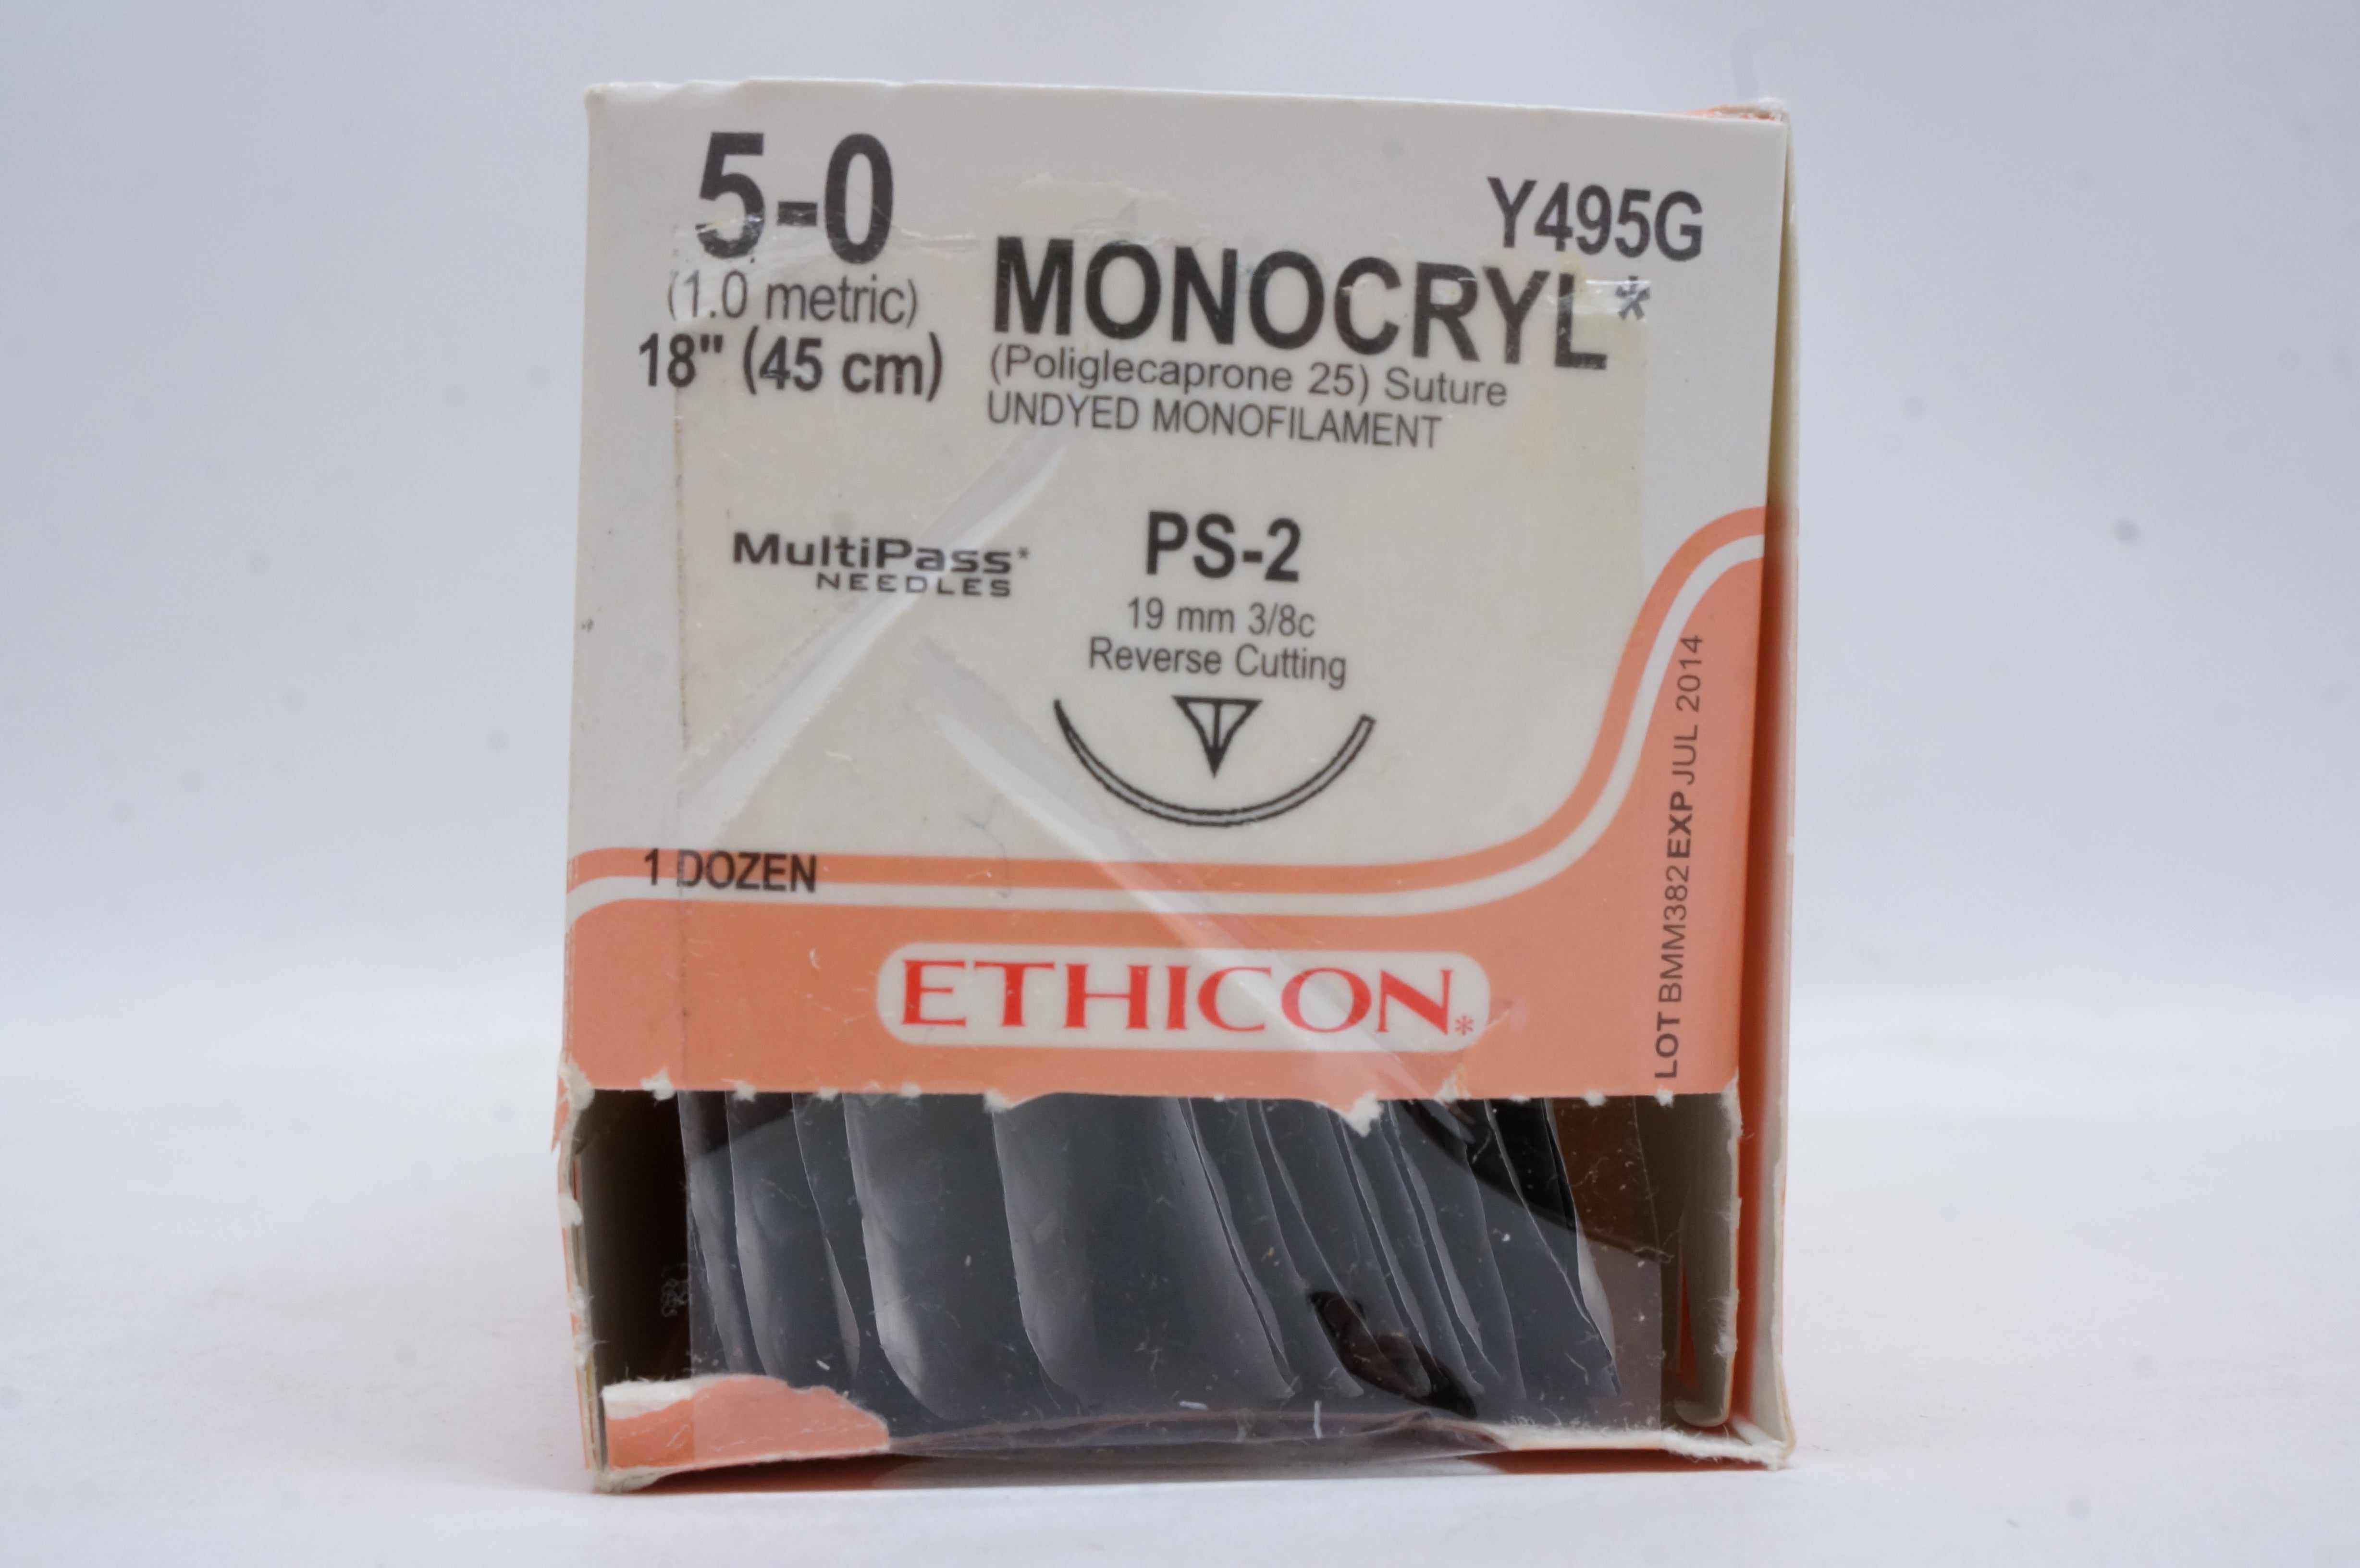 5-0
(1.0 metric)
18" (45 cm)
Y495G
MONOCRYL*
(Poliglecaprone 25) Suture
UNDYED MONOFILAMENT
MultiPass*
NEEDLES
PS-2
19 mm 3/8c
Reverse Cutting
1 DOZEN
ETHICON*
LOT BMM382 EXP JUL 2014